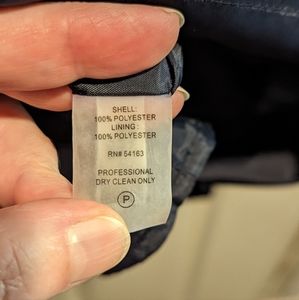 SHELL:
100% POLYESTER
LINING:
100% POLYESTER
RN# 54163
PROFESSIONAL
DRY CLEAN ONLY
P